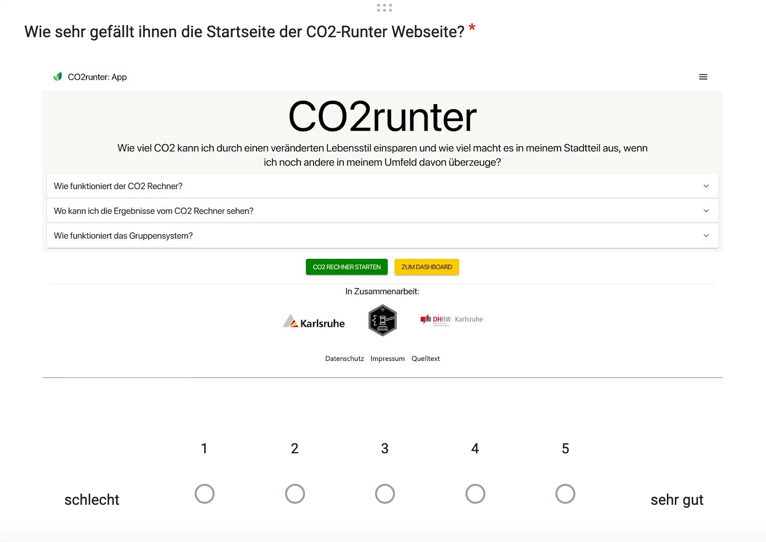 Wie sehr gefällt ihnen die Startseite der CO2-Runter Webseite? *
CO2runter: App
CO2runter
Wie viel CO2 kann ich durch einen veränderten Lebensstil einsparen und wie viel macht es in meinem Stadtteil aus, wenn
ich noch andere in meinem Umfeld davon überzeuge?
Wie funktioniert der CO2 Rechner?
Wo kann ich die Ergebnisse vom CO2 Rechner sehen?
Wie funktioniert das Gruppensystem?
CO2 RECHNER STARTEN ZUM DASHBOARD
In Zusammenarbeit:
Karlsruhe DHBW Karlsruhe
Datenschutz Impressum Quelltext
1 2 3 4 5
schlecht sehr gut